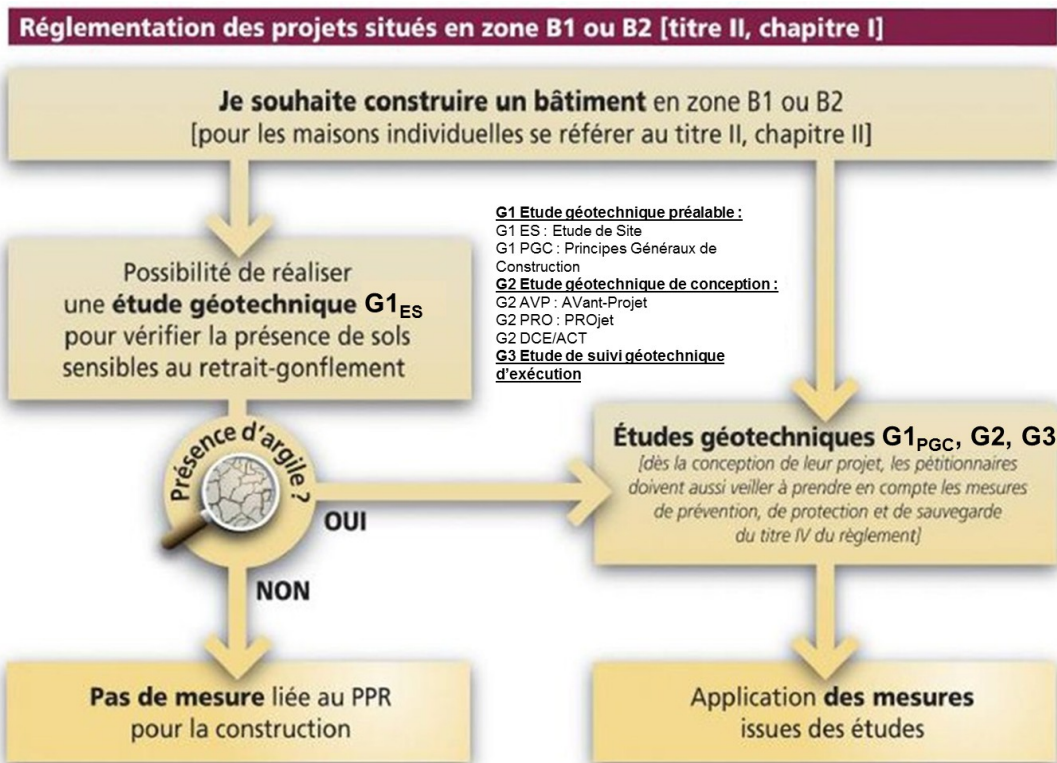 Réglementation des projets situés en zone B1 ou B2 [titre II, chapitre I]
Je souhaite construire un bâtiment en zone B1 ou B2
[pour les maisons individuelles se référer au titre II, chapitre II]
Possibilité de réaliser
une étude géotechnique G1ES
pour vérifier la présence de sols
sensibles au retrait-gonflement
G1 Etude géotechnique préalable :
G1 ES : Etude de Site
G1 PGC : Principes Généraux de
Construction
G2 Etude géotechnique de conception :
G2 AVP : AVant-Projet
G2 PRO : PROjet
G2 DCE/ACT
G3 Etude de suivi géotechnique
d'exécution
Présence d'argile ?
OUI
NON
Études géotechniques G1PGC, G2, G3
[dès la conception de leur projet, les pétitionnaires
doivent aussi veiller à prendre en compte les mesures
de prévention, de protection et de sauvegarde
du titre IV du règlement]
Pas de mesure liée au PPR
pour la construction
Application des mesures
issues des études